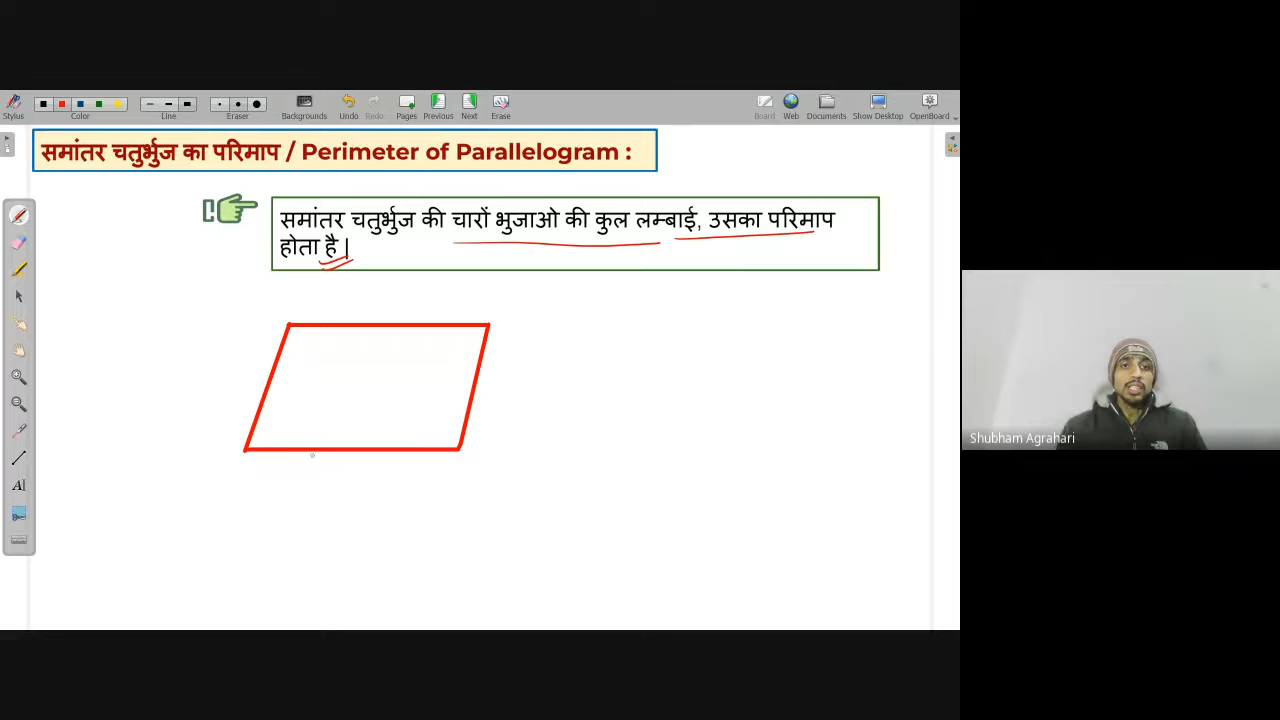 Stylus
Color
Line
Eraser
Backgrounds
Undo
Redo
Pages
Previous
Next
Erase
Board
Web
Documents
Show Desktop
OpenBoard
समांतर चतुर्भुज का परिमाप / Perimeter of Parallelogram :
समांतर चतुर्भुज की चारों भुजाओ की कुल लम्बाई, उसका परिमाप
होता है |
Shubham Agrahari